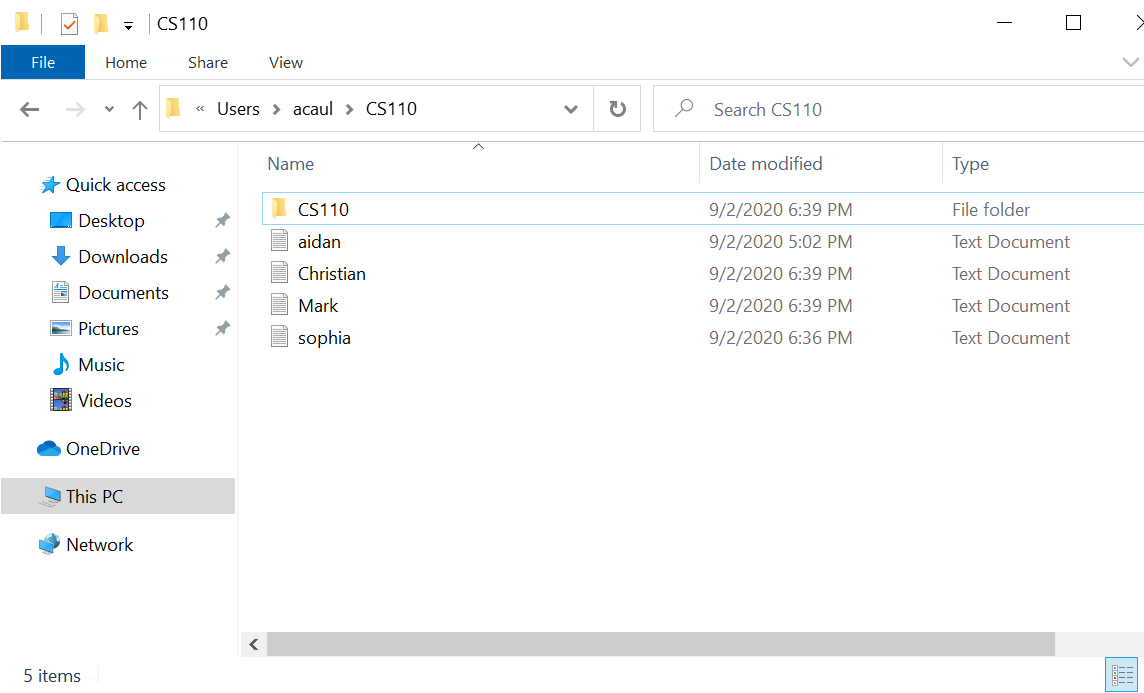 CS110
File Home Share View
« Users > acaul > CS110
Search CS110
Name Date modified Type
Quick access
Desktop
Downloads
Documents
Pictures
Music
Videos
OneDrive
This PC
Network
CS110 9/2/2020 6:39 PM File folder
aidan 9/2/2020 5:02 PM Text Document
Christian 9/2/2020 6:39 PM Text Document
Mark 9/2/2020 6:39 PM Text Document
sophia 9/2/2020 6:36 PM Text Document
5 items